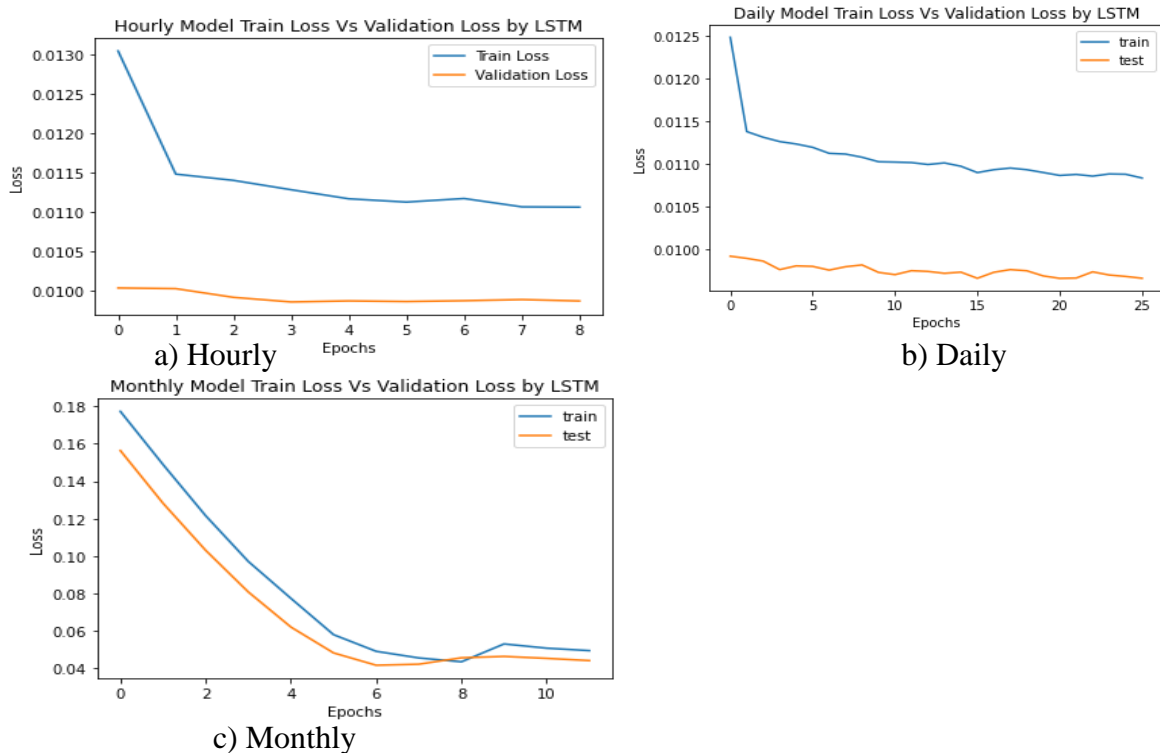 Hourly Model Train Loss Vs Validation Loss by LSTM
0.0130
0.0125
0.0120
0.0115
0.0110
0.0105
0.0100
Loss
Train Loss
Validation Loss
0 1 2 3 4 5 6 7 8
Epochs
a) Hourly
Daily Model Train Loss Vs Validation Loss by LSTM
0.0125
0.0120
0.0115
0.0110
0.0105
0.0100
Loss
train
test
0 5 10 15 20 25
Epochs
b) Daily
Monthly Model Train Loss Vs Validation Loss by LSTM
0.18
0.16
0.14
0.12
0.10
0.08
0.06
0.04
Loss
train
test
0 2 4 6 8 10
Epochs
c) Monthly